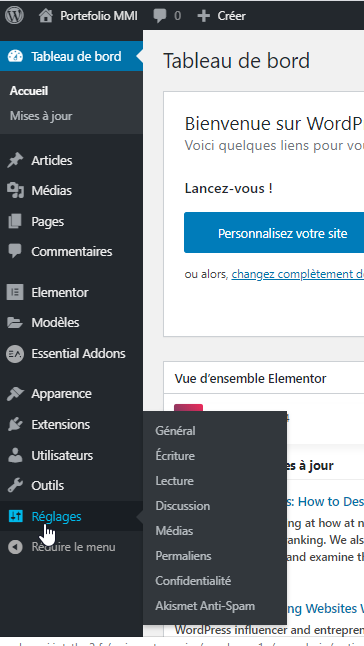 Portefolio MMI 0 Créer
Tableau de bord
Accueil
Mises à jour
Articles
Médias
Pages
Commentaires
Elementor
Modèles
Essential Addons
Apparence
Extensions
Utilisateurs
Outils
Réglages
Réduire le menu
Général
Écriture
Lecture
Discussion
Médias
Permaliens
Confidentialité
Akismet Anti-Spam
Tableau de bord
Bienvenue sur WordP
Voici quelques liens pour vou
Lancez-vous !
Personnalisez votre site
ou alors, changez complètement de
Vue d'ensemble Elementor
es à jour
s: How to Des
ng at how at n
anking. We als
and examine th
ng Websites W
WordPress influencer and entrepren